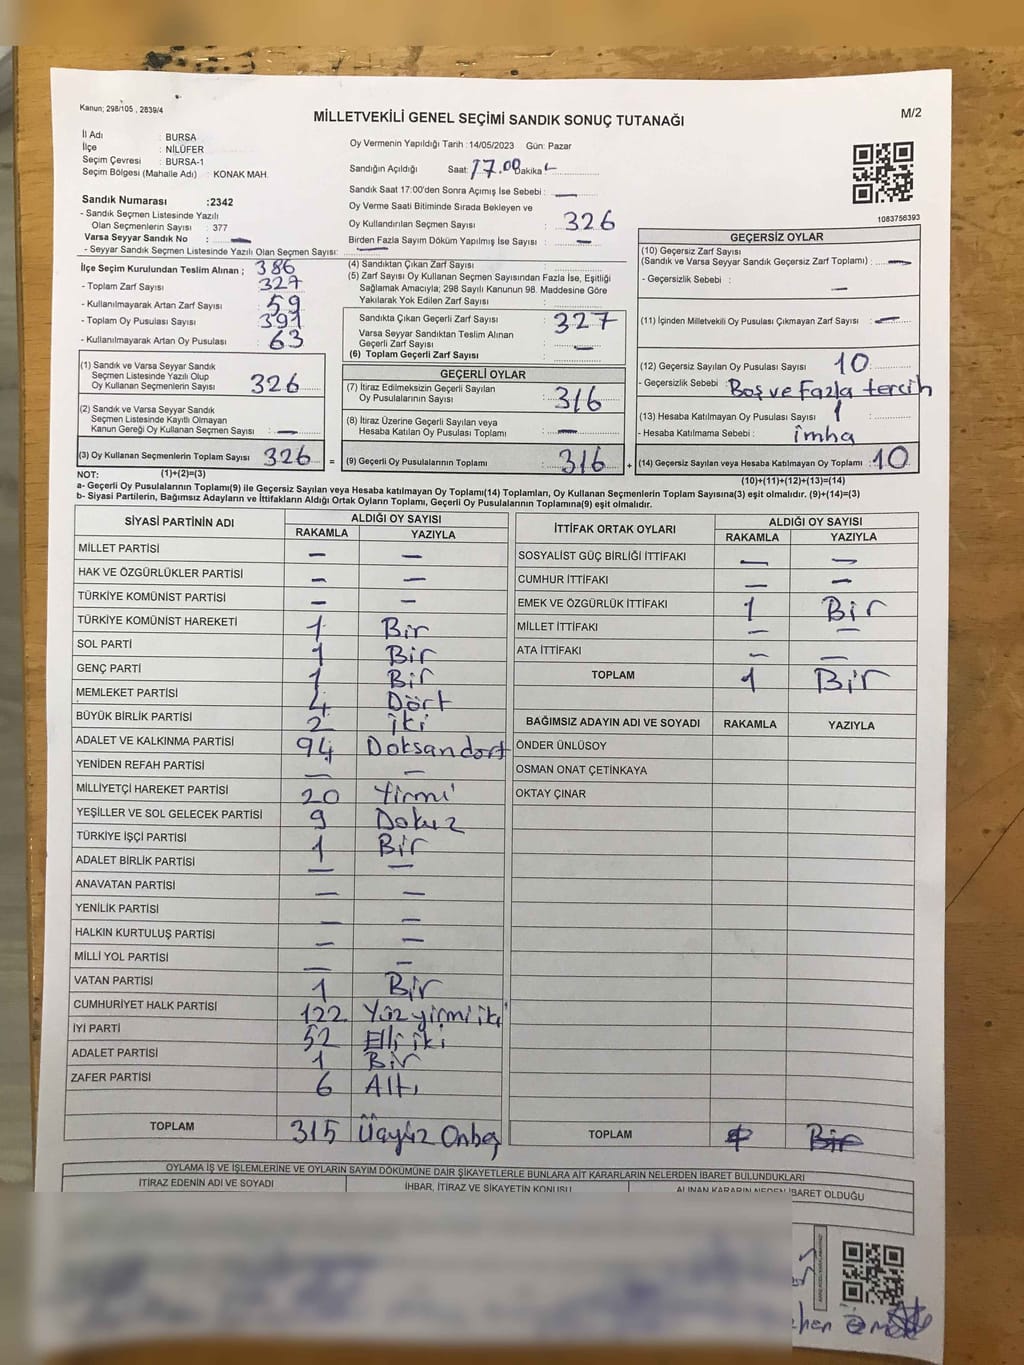 Kanun; 298/105 , 2839/4
MİLLETVEKİLİ GENEL SEÇİMİ SANDIK SONUÇ TUTANAĞI
M/2
İl Adı : BURSA
İlçe : NİLÜFER
Seçim Çevresi : BURSA-1
Seçim Bölgesi (Mahalle Adı) : KONAK MAH.
Sandık Numarası :2342
- Sandık Seçmen Listesinde Yazılı
Olan Seçmenlerin Sayısı : 377
Varsa Seyyar Sandık No : —
- Seyyar Sandık Seçmen Listesinde Yazılı Olan Seçmen Sayısı: —
Oy Vermenin Yapıldığı Tarih : 14/05/2023 Gün: Pazar
Sandığın Açıldığı Saat: 17.00 Dakika
Sandık Saat 17:00'den Sonra Açımış İse Sebebi : —
Oy Verme Saati Bitiminde Sırada Bekleyen ve
Oy Kullandırılan Seçmen Sayısı : 326
Birden Fazla Sayım Döküm Yapılmış İse Sayısı : —
1083756393
İlçe Seçim Kurulundan Teslim Alınan ; 386
- Toplam Zarf Sayısı : 327
- Kullanılmayarak Artan Zarf Sayısı : 59
- Toplam Oy Pusulası Sayısı : 391
- Kullanılmayarak Artan Oy Pusulası : 63
(4) Sandıktan Çıkan Zarf Sayısı :
(5) Zarf Sayısı Oy Kullanan Seçmen Sayısından Fazla İse, Eşitliği
Sağlamak Amacıyla; 298 Sayılı Kanunun 98. Maddesine Göre
Yakılarak Yok Edilen Zarf Sayısı :
Sandıkta Çıkan Geçerli Zarf Sayısı : 327
Varsa Seyyar Sandıktan Teslim Alınan
Geçerli Zarf Sayısı : —
(6) Toplam Geçerli Zarf Sayısı :
GEÇERSİZ OYLAR
(10) Geçersiz Zarf Sayısı
(Sandık ve Varsa Seyyar Sandık Geçersiz Zarf Toplamı) : —
- Geçersizlik Sebebi : —
(11) İçinden Milletvekili Oy Pusulası Çıkmayan Zarf Sayısı : —
(12) Geçersiz Sayılan Oy Pusulası Sayısı : 10
- Geçersizlik Sebebi : Boş ve Fazla tercih
(13) Hesaba Katılmayan Oy Pusulası Sayısı : 1
- Hesaba Katılmama Sebebi : imha
(14) Geçersiz Sayılan veya Hesaba Katılmayan Oy Toplamı : 10
(10)+(11)+(12)+(13)=(14)
(1) Sandık ve Varsa Seyyar Sandık
Seçmen Listesinde Yazılı Olup
Oy Kullanan Seçmenlerin Sayısı : 326
(2) Sandık ve Varsa Seyyar Sandık
Seçmen Listesinde Kayıtlı Olmayan
Kanun Gereği Oy Kullanan Seçmen Sayısı : —
(3) Oy Kullanan Seçmenlerin Toplam Sayısı : 326 =
GEÇERLİ OYLAR
(7) İtiraz Edilmeksizin Geçerli Sayılan
Oy Pusulalarının Sayısı : 316
(8) İtiraz Üzerine Geçerli Sayılan veya
Hesaba Katılan Oy Pusulası Toplamı : —
(9) Geçerli Oy Pusulalarının Toplamı : 316 +
NOT: (1)+(2)=(3)
a- Geçerli Oy Pusulaları Toplamı(9) ile Geçersiz Sayılan veya Hesaba katılmayan Oy Toplamı(14) Toplamları, Oy Kullanan Seçmenlerin Toplam Sayısına(3) eşit olmalıdır. (9)+(14)=(3)
b- Siyasi Partilerin, Bağımsız Adayların ve İttifakların Aldığı Ortak Oyların Toplamı, Geçerli Oy Pusulalarının Toplamına(9) eşit olmalıdır.
SİYASİ PARTİNİN ADI ALDIĞI OY SAYISI
RAKAMLA YAZIYLA
MİLLET PARTİSİ — —
HAK VE ÖZGÜRLÜKLER PARTİSİ — —
TÜRKİYE KOMÜNİST PARTİSİ — —
TÜRKİYE KOMÜNİST HAREKETİ 1 Bir
SOL PARTİ 1 Bir
GENÇ PARTİ 1 Bir
MEMLEKET PARTİSİ 4 Dört
BÜYÜK BİRLİK PARTİSİ 2 iki
ADALET VE KALKINMA PARTİSİ 94 Doksandört
YENİDEN REFAH PARTİSİ — —
MİLLİYETÇİ HAREKET PARTİSİ 20 Yirmi
YEŞİLLER VE SOL GELECEK PARTİSİ 9 Dokuz
TÜRKİYE İŞÇİ PARTİSİ 1 Bir
ADALET BİRLİK PARTİSİ — —
ANAVATAN PARTİSİ — —
YENİLİK PARTİSİ — —
HALKIN KURTULUŞ PARTİSİ — —
MİLLİ YOL PARTİSİ — —
VATAN PARTİSİ 1 Bir
CUMHURİYET HALK PARTİSİ 122 Yüzyirmiiki
İYİ PARTİ 52 Elliiki
ADALET PARTİSİ 1 Bir
ZAFER PARTİSİ 6 Altı
TOPLAM 315 Üçyüz Onbeş
İTTİFAK ORTAK OYLARI ALDIĞI OY SAYISI
RAKAMLA YAZIYLA
SOSYALİST GÜÇ BİRLİĞİ İTTİFAKI — —
CUMHUR İTTİFAKI — —
EMEK VE ÖZGÜRLÜK İTTİFAKI 1 Bir
MİLLET İTTİFAKI — —
ATA İTTİFAKI — —
TOPLAM 1 Bir
BAĞIMSIZ ADAYIN ADI VE SOYADI RAKAMLA YAZIYLA
ÖNDER ÜNLÜSOY
OSMAN ONAT ÇETİNKAYA
OKTAY ÇINAR
TOPLAM
OYLAMA İŞ VE İŞLEMLERİNE VE OYLARIN SAYIM DÖKÜMÜNE DAİR ŞİKAYETLERLE BUNLARA AİT KARARLARIN NELERDEN İBARET BULUNDUKLARI
İTİRAZ EDENİN ADI VE SOYADI
İHBAR, İTİRAZ VE ŞİKAYETİN KONUSU
ALINAN KARARIN NEDEN İBARET OLDUĞU